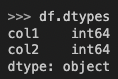 >>> df.dtypes
col1    int64
col2    int64
dtype: object